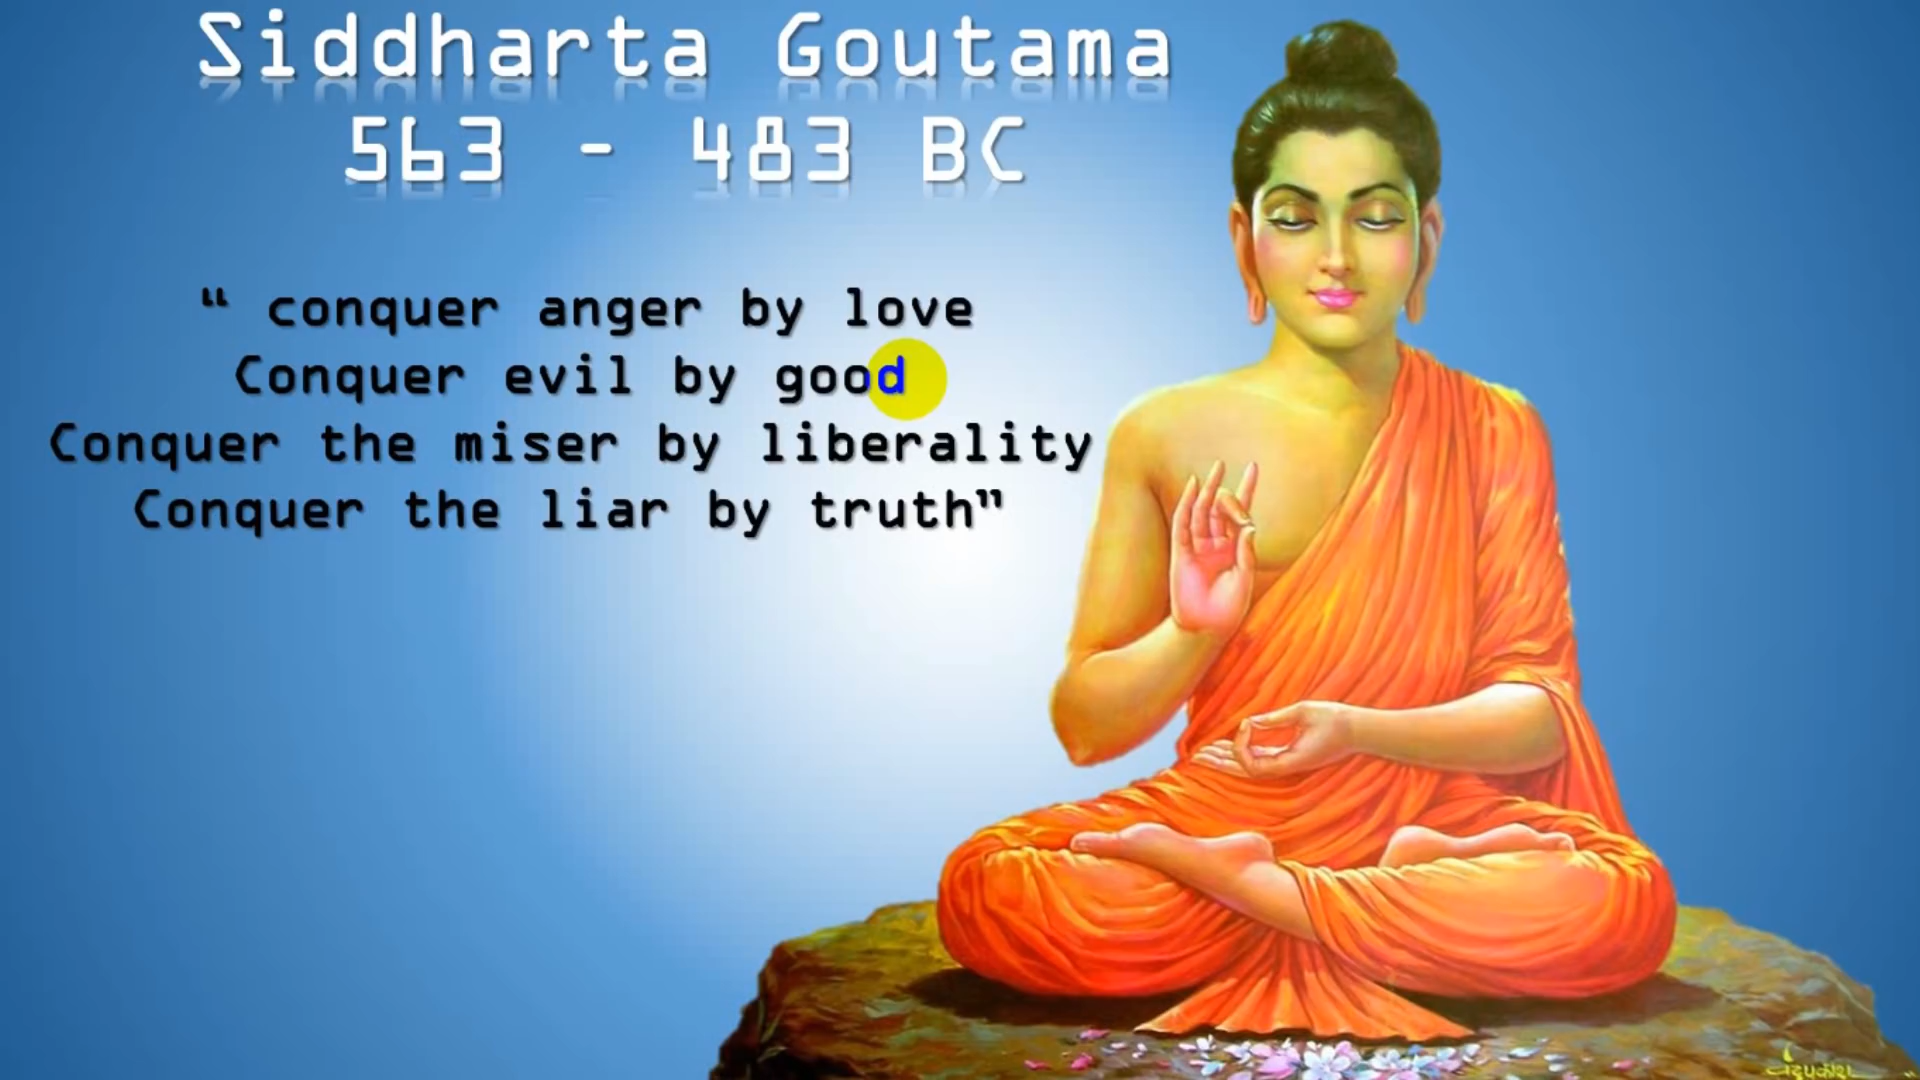 Siddharta Goutama
563 - 483 BC
“ conquer anger by love
Conquer evil by good
Conquer the miser by liberality
Conquer the liar by truth”